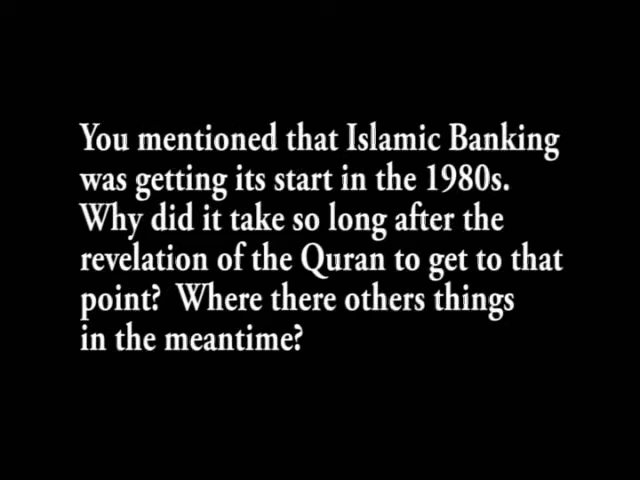 You mentioned that Islamic Banking
was getting its start in the 1980s.
Why did it take so long after the
revelation of the Quran to get to that
point?  Where there others things
in the meantime?